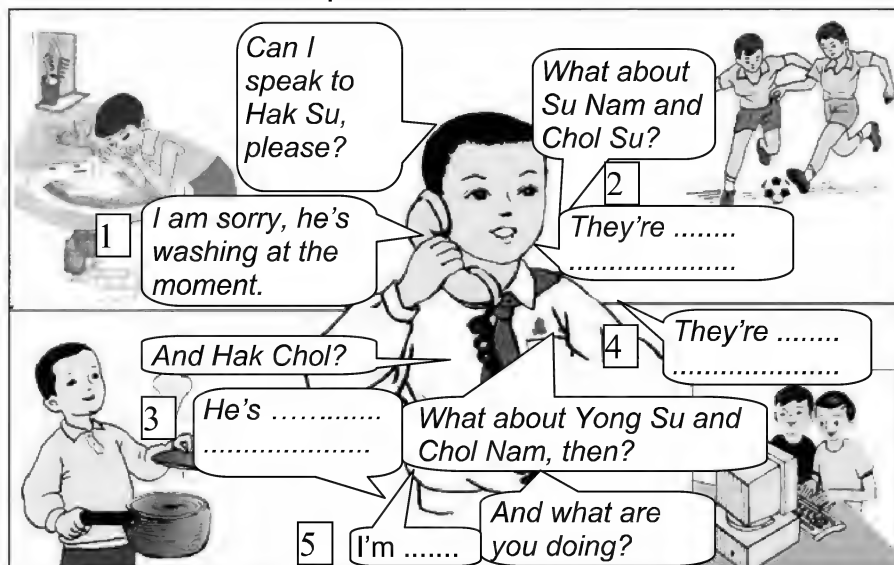 Can I
speak to
Hak Su,
please?
1
I am sorry, he's
washing at the
moment.
What about
Su Nam and
Chol Su?
2
They're ........
.....................
And Hak Chol?
3
He's ..............
.....................
What about Yong Su and
Chol Nam, then?
4
They're ........
.....................
And what are
you doing?
5
I'm .......